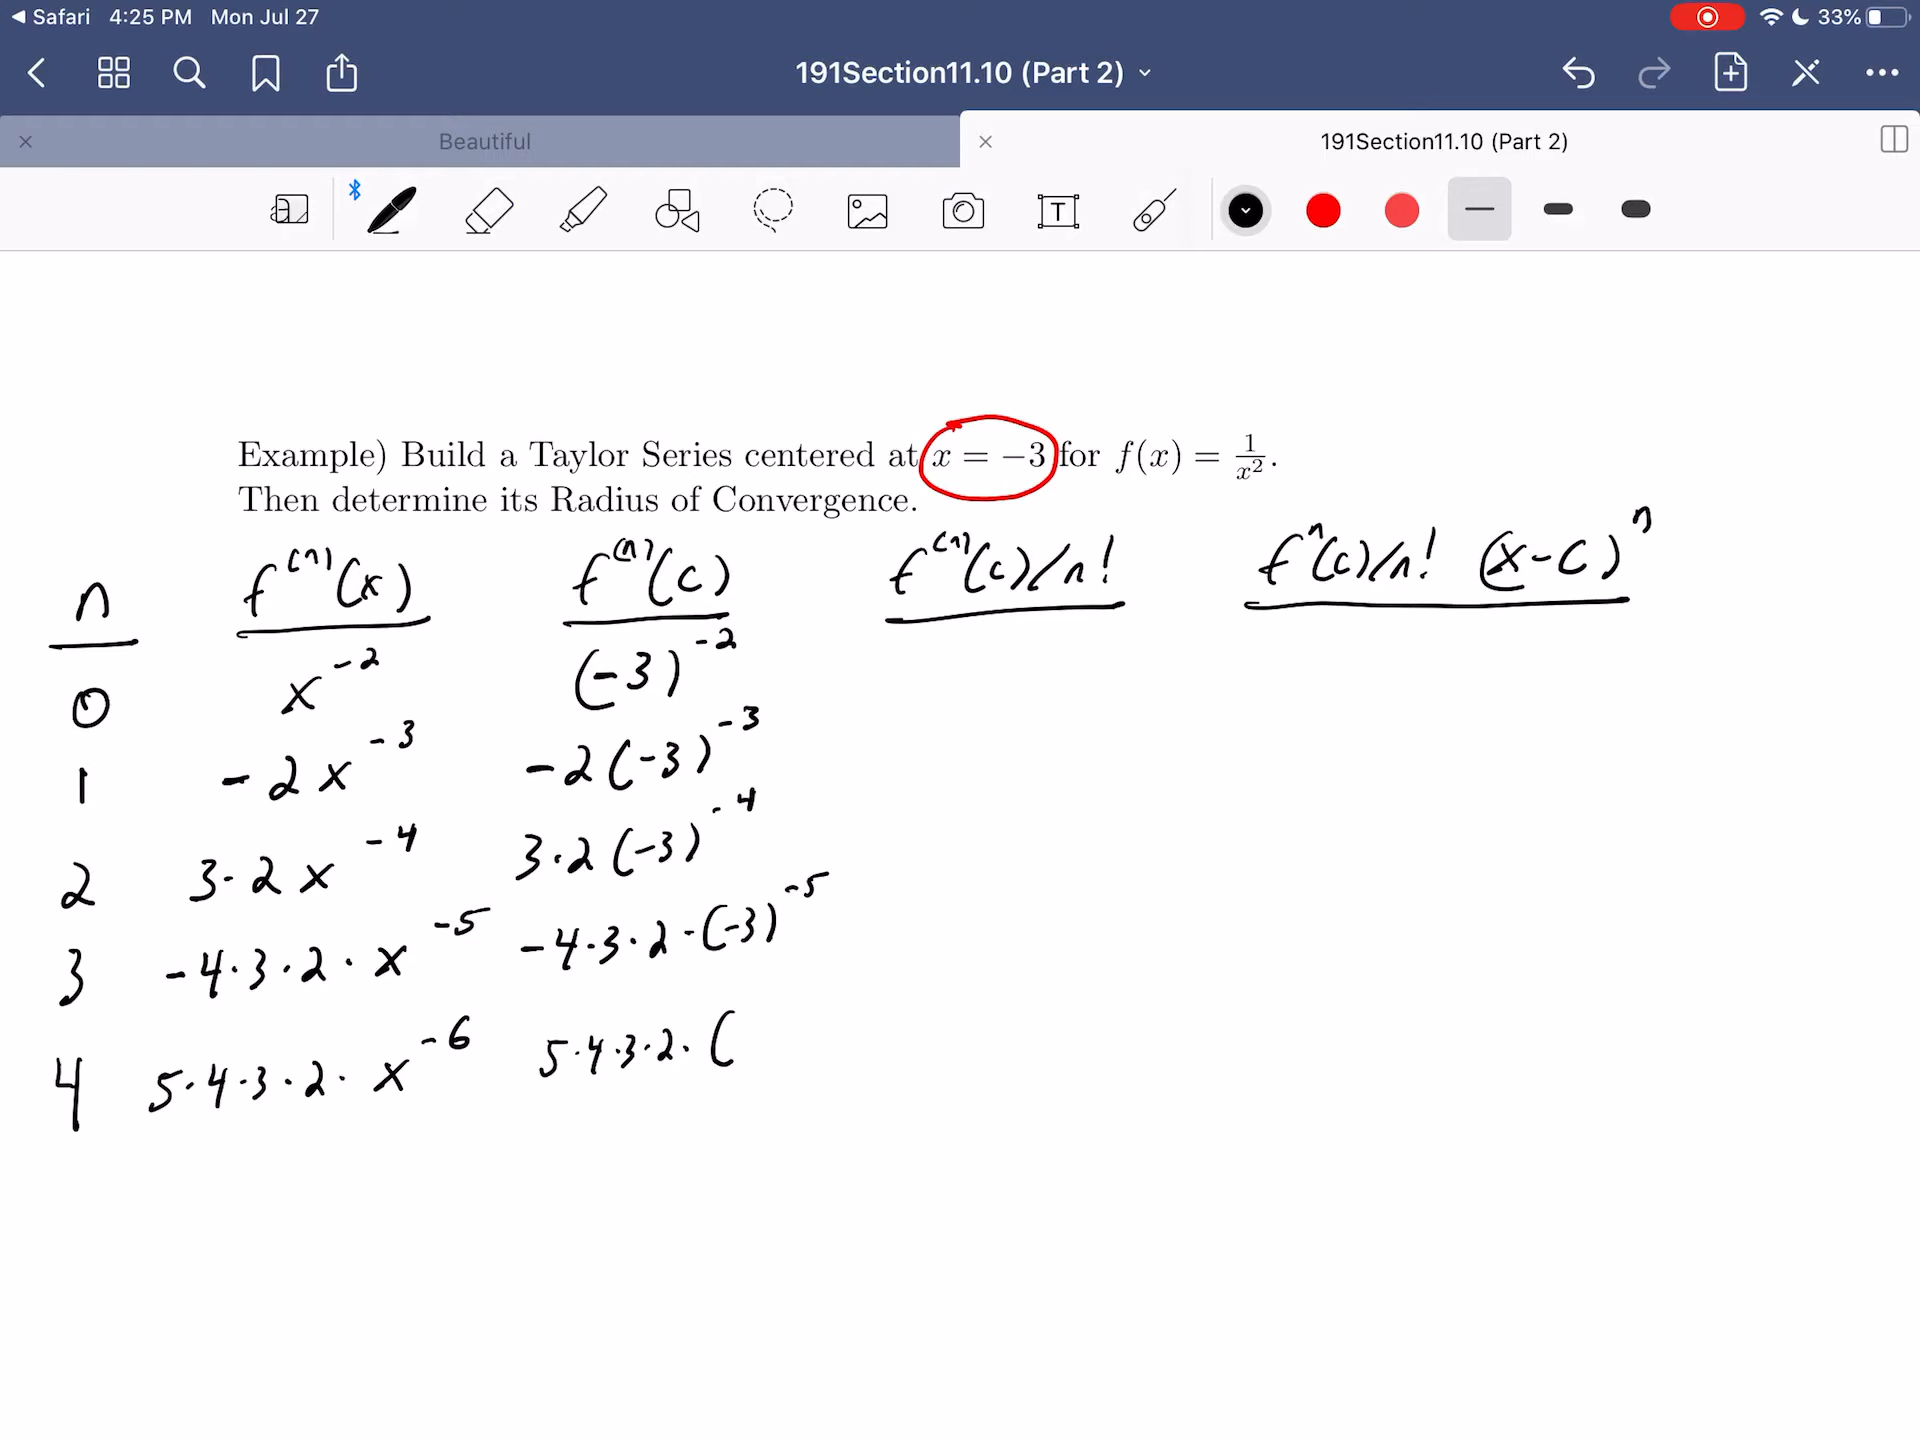 Safari 4:25 PM Mon Jul 27 33%
191Section11.10 (Part 2)
Beautiful 191Section11.10 (Part 2)
Example) Build a Taylor Series centered at x = −3 for f(x) = 1/x².
Then determine its Radius of Convergence.
n f^(n)(x) f^(n)(c) f^(n)(c)/n! f^n(c)/n! (x-c)^n
0 x^-2 (-3)^-2
1 -2x^-3 -2(-3)^-3
2 3·2x^-4 3·2(-3)^-4
3 -4·3·2·x^-5 -4·3·2·(-3)^-5
4 5·4·3·2·x^-6 5·4·3·2·(